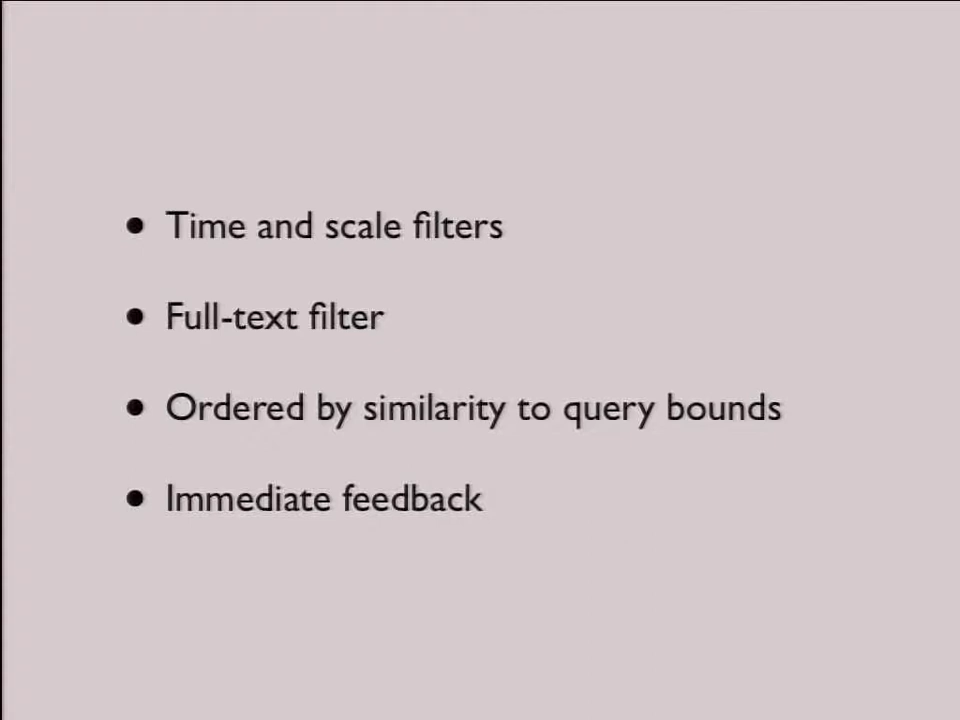 • Time and scale filters
• Full-text filter
• Ordered by similarity to query bounds
• Immediate feedback